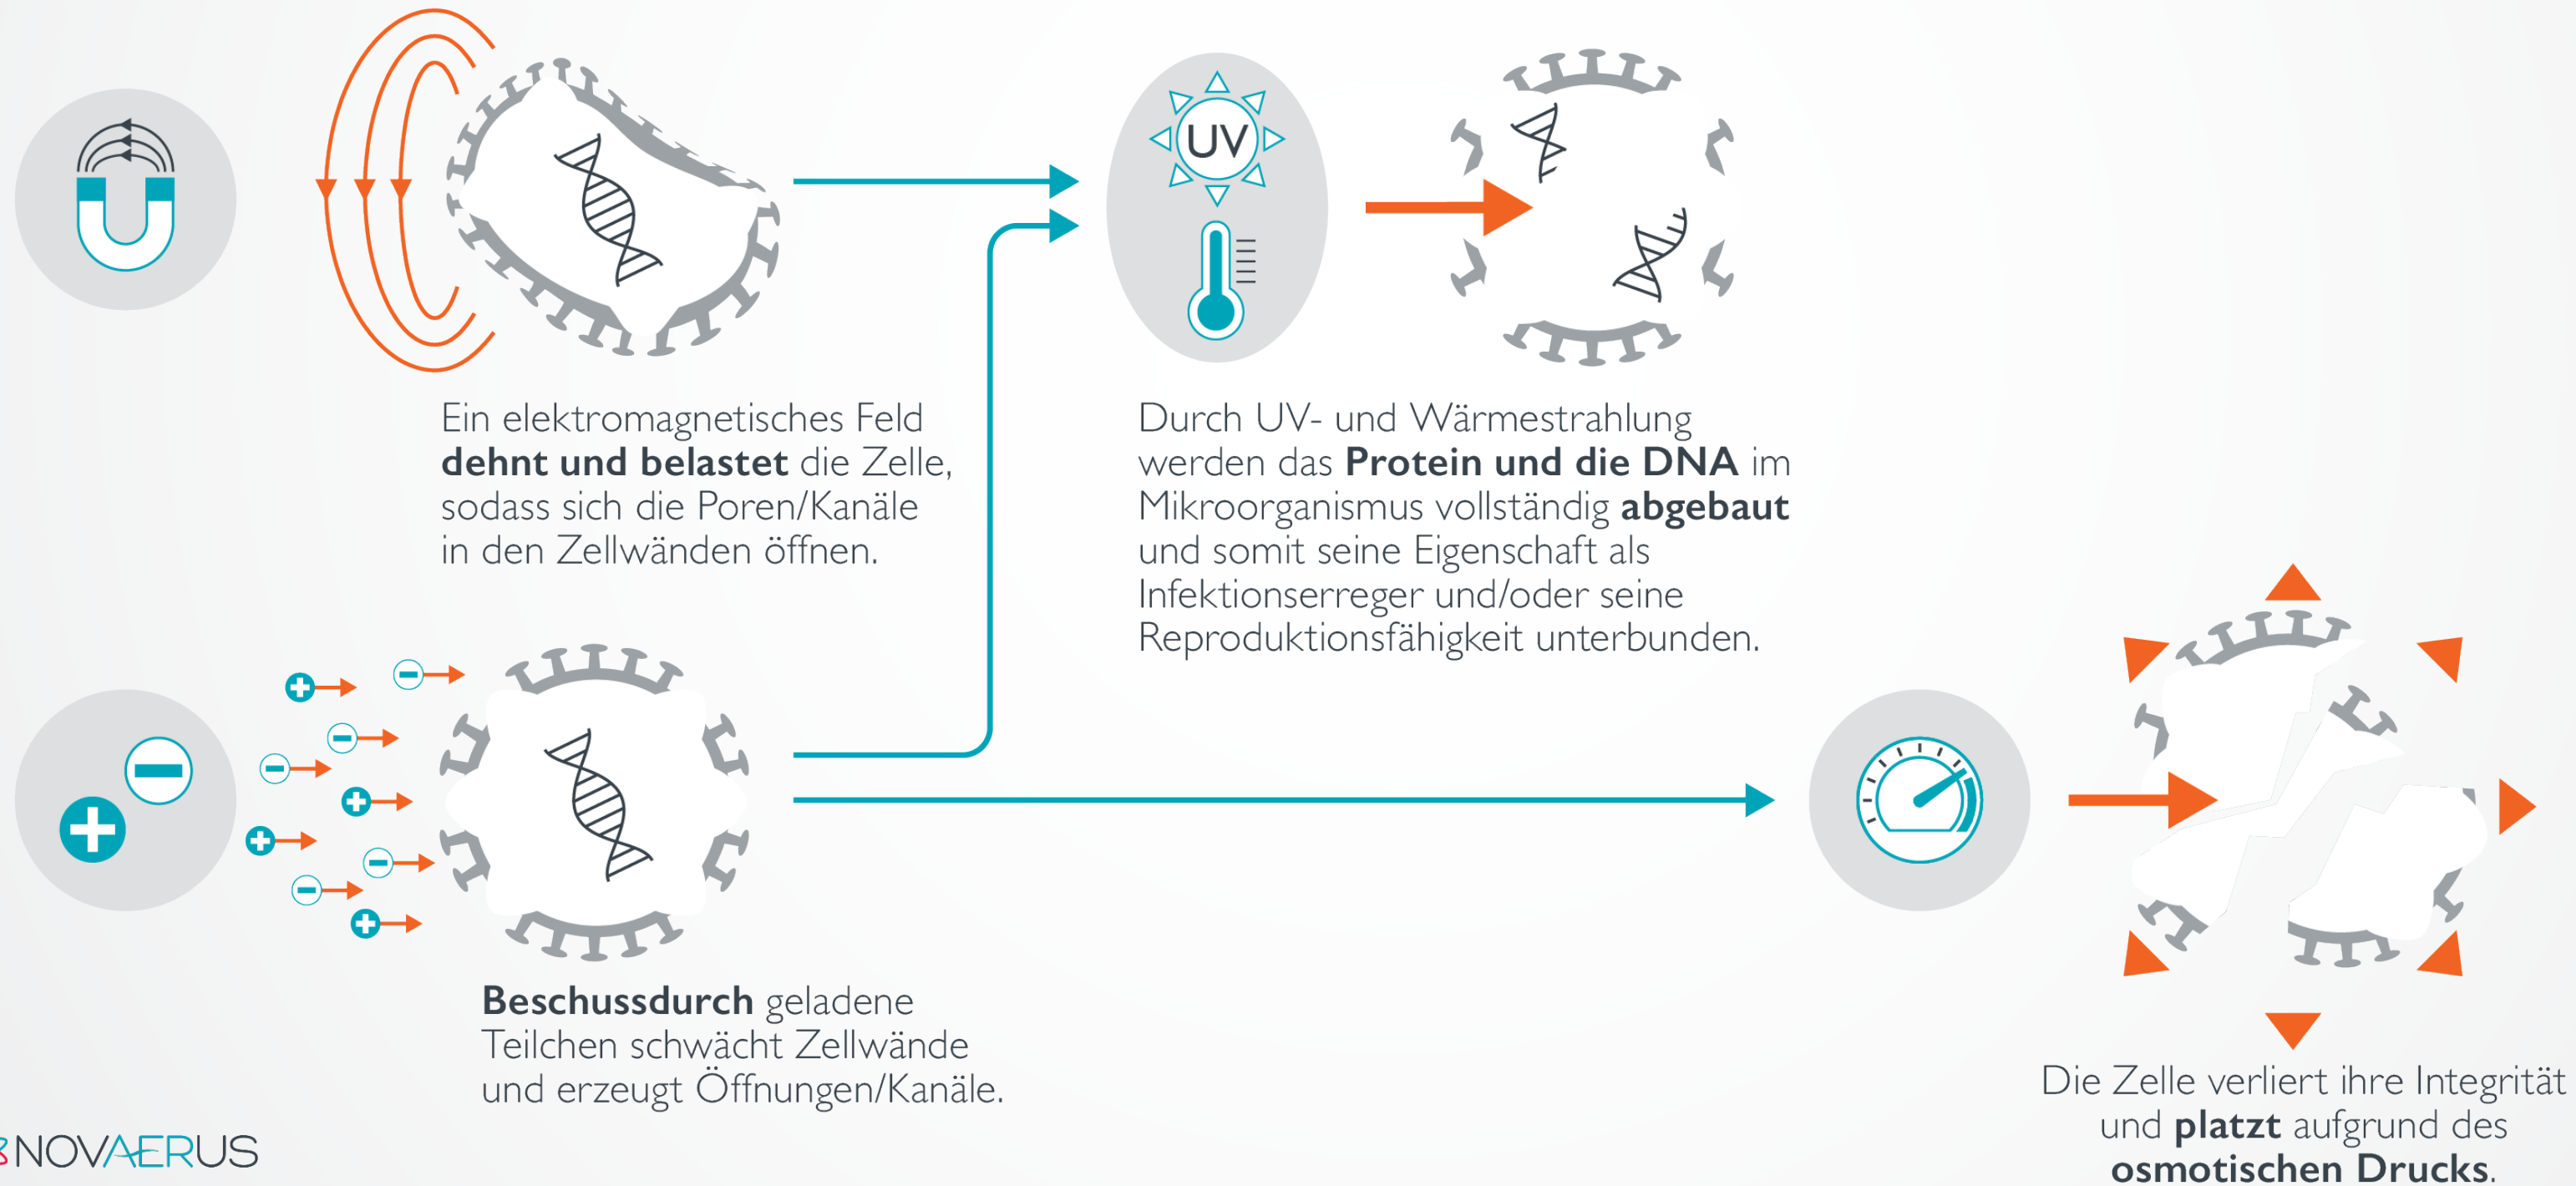 UV
Ein elektromagnetisches Feld
dehnt und belastet die Zelle,
sodass sich die Poren/Kanäle
in den Zellwänden öffnen.
Durch UV- und Wärmestrahlung
werden das Protein und die DNA im
Mikroorganismus vollständig abgebaut
und somit seine Eigenschaft als
Infektionserreger und/oder seine
Reproduktionsfähigkeit unterbunden.
Beschussdurch geladene
Teilchen schwächt Zellwände
und erzeugt Öffnungen/Kanäle.
Die Zelle verliert ihre Integrität
und platzt aufgrund des
osmotischen Drucks.
NOVAERUS